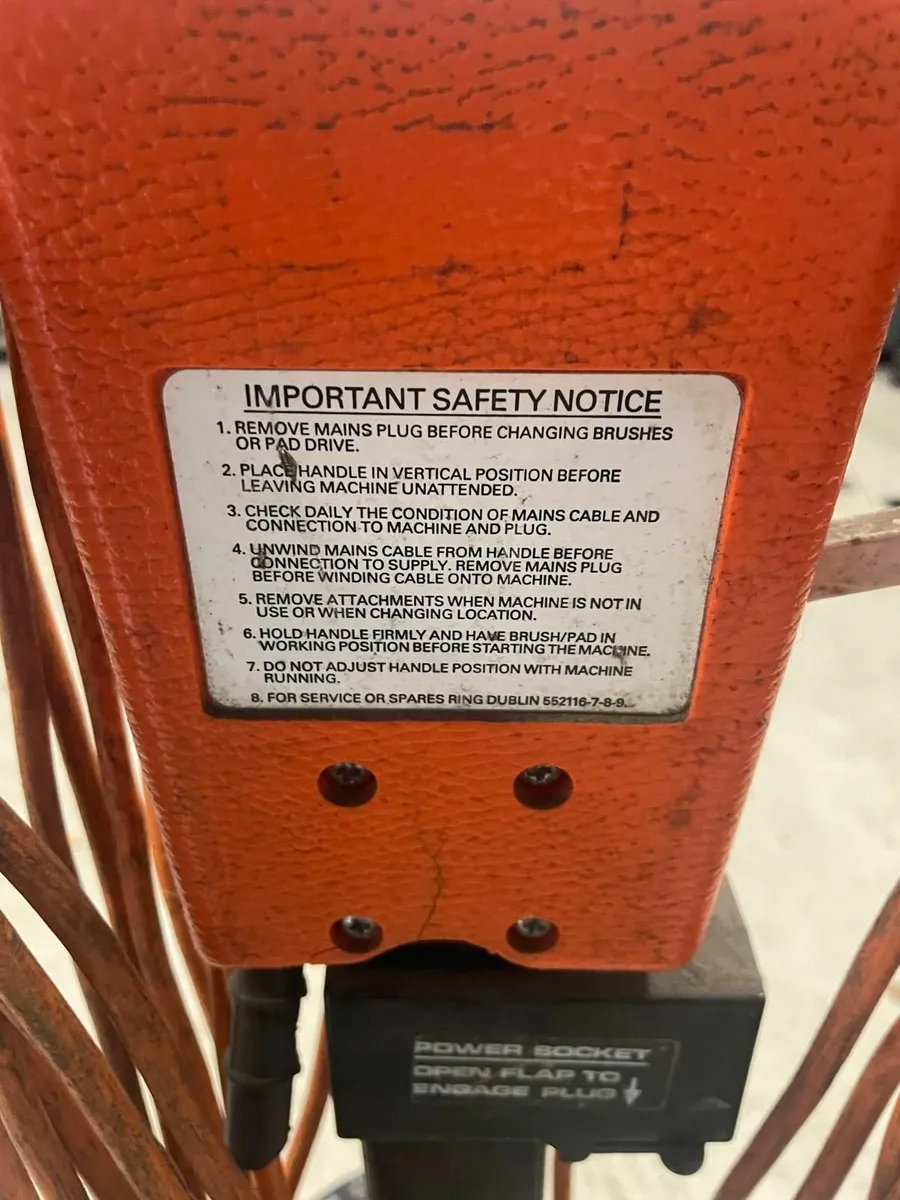 IMPORTANT SAFETY NOTICE
1. REMOVE MAINS PLUG BEFORE CHANGING BRUSHES
OR PAD DRIVE.
2. PLACE HANDLE IN VERTICAL POSITION BEFORE
LEAVING MACHINE UNATTENDED.
3. CHECK DAILY THE CONDITION OF MAINS CABLE AND
CONNECTION TO MACHINE AND PLUG.
4. UNWIND MAINS CABLE FROM HANDLE BEFORE
CONNECTION TO SUPPLY. REMOVE MAINS PLUG
BEFORE WINDING CABLE ONTO MACHINE.
5. REMOVE ATTACHMENTS WHEN MACHINE IS NOT IN
USE OR WHEN CHANGING LOCATION.
6. HOLD HANDLE FIRMLY AND HAVE BRUSH/PAD IN
WORKING POSITION BEFORE STARTING THE MACHINE.
7. DO NOT ADJUST HANDLE POSITION WITH MACHINE
RUNNING.
8. FOR SERVICE OR SPARES RING DUBLIN 552116-7-8-9.
POWER SOCKET
OPEN FLAP TO
ENGAGE PLUG